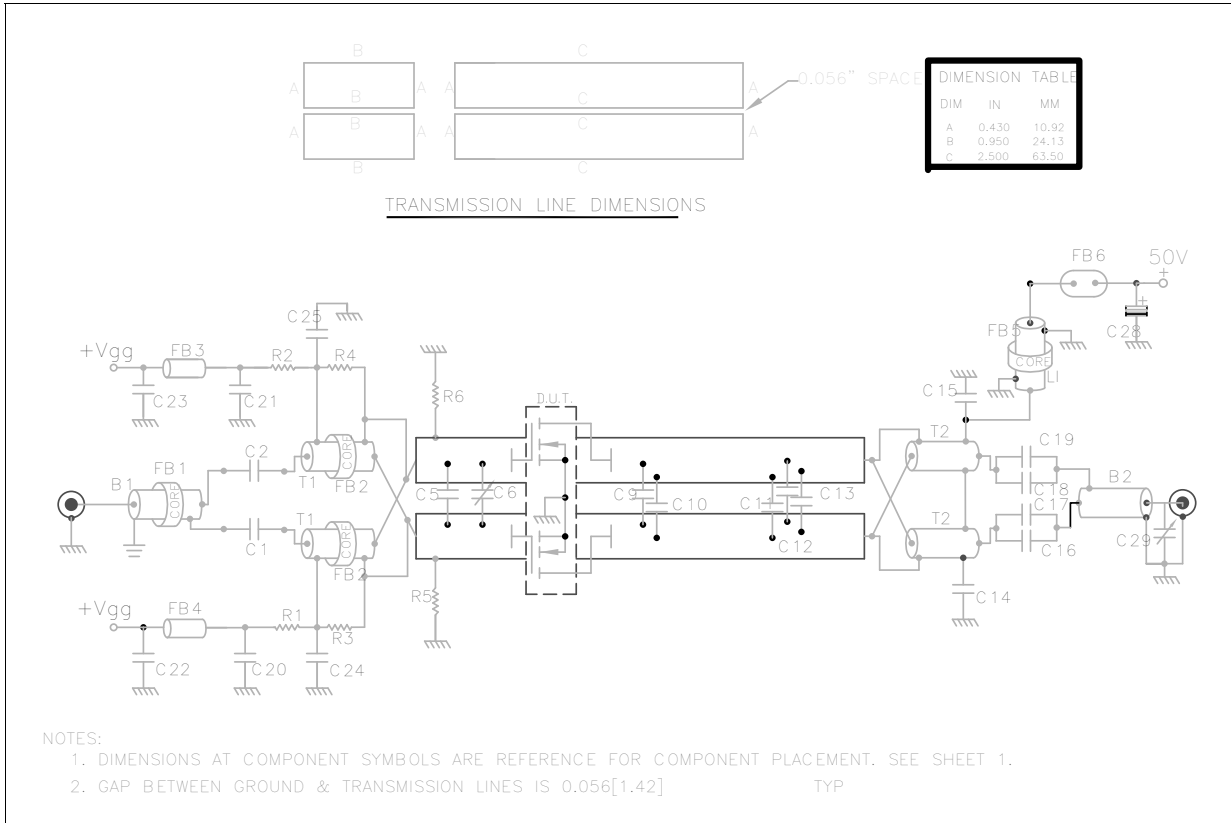 B C
A A A A
B C
0.056" SPACE
A A A A
B C
DIMENSION TABLE
DIM IN MM
A 0.430 10.92
B 0.950 24.13
C 2.500 63.50
TRANSMISSION LINE DIMENSIONS
FB6 50V
+
+
C28
FB5
CORE
L1
C25
+Vgg FB3 R2 R4
C23 C21
R6
D.U.T.
C15
C2
T1
CORE
FB2
B1 FB1
CORE
C1
T1
CORE
FB2
C5 C6
C9 C10
C11 C13
C12
T2
C19
C18
C17
C16
T2
B2
C29
C14
+Vgg FB4 R1 R3
R5
C22 C20 C24
NOTES:
1. DIMENSIONS AT COMPONENT SYMBOLS ARE REFERENCE FOR COMPONENT PLACEMENT. SEE SHEET 1.
2. GAP BETWEEN GROUND & TRANSMISSION LINES IS 0.056[1.42] TYP